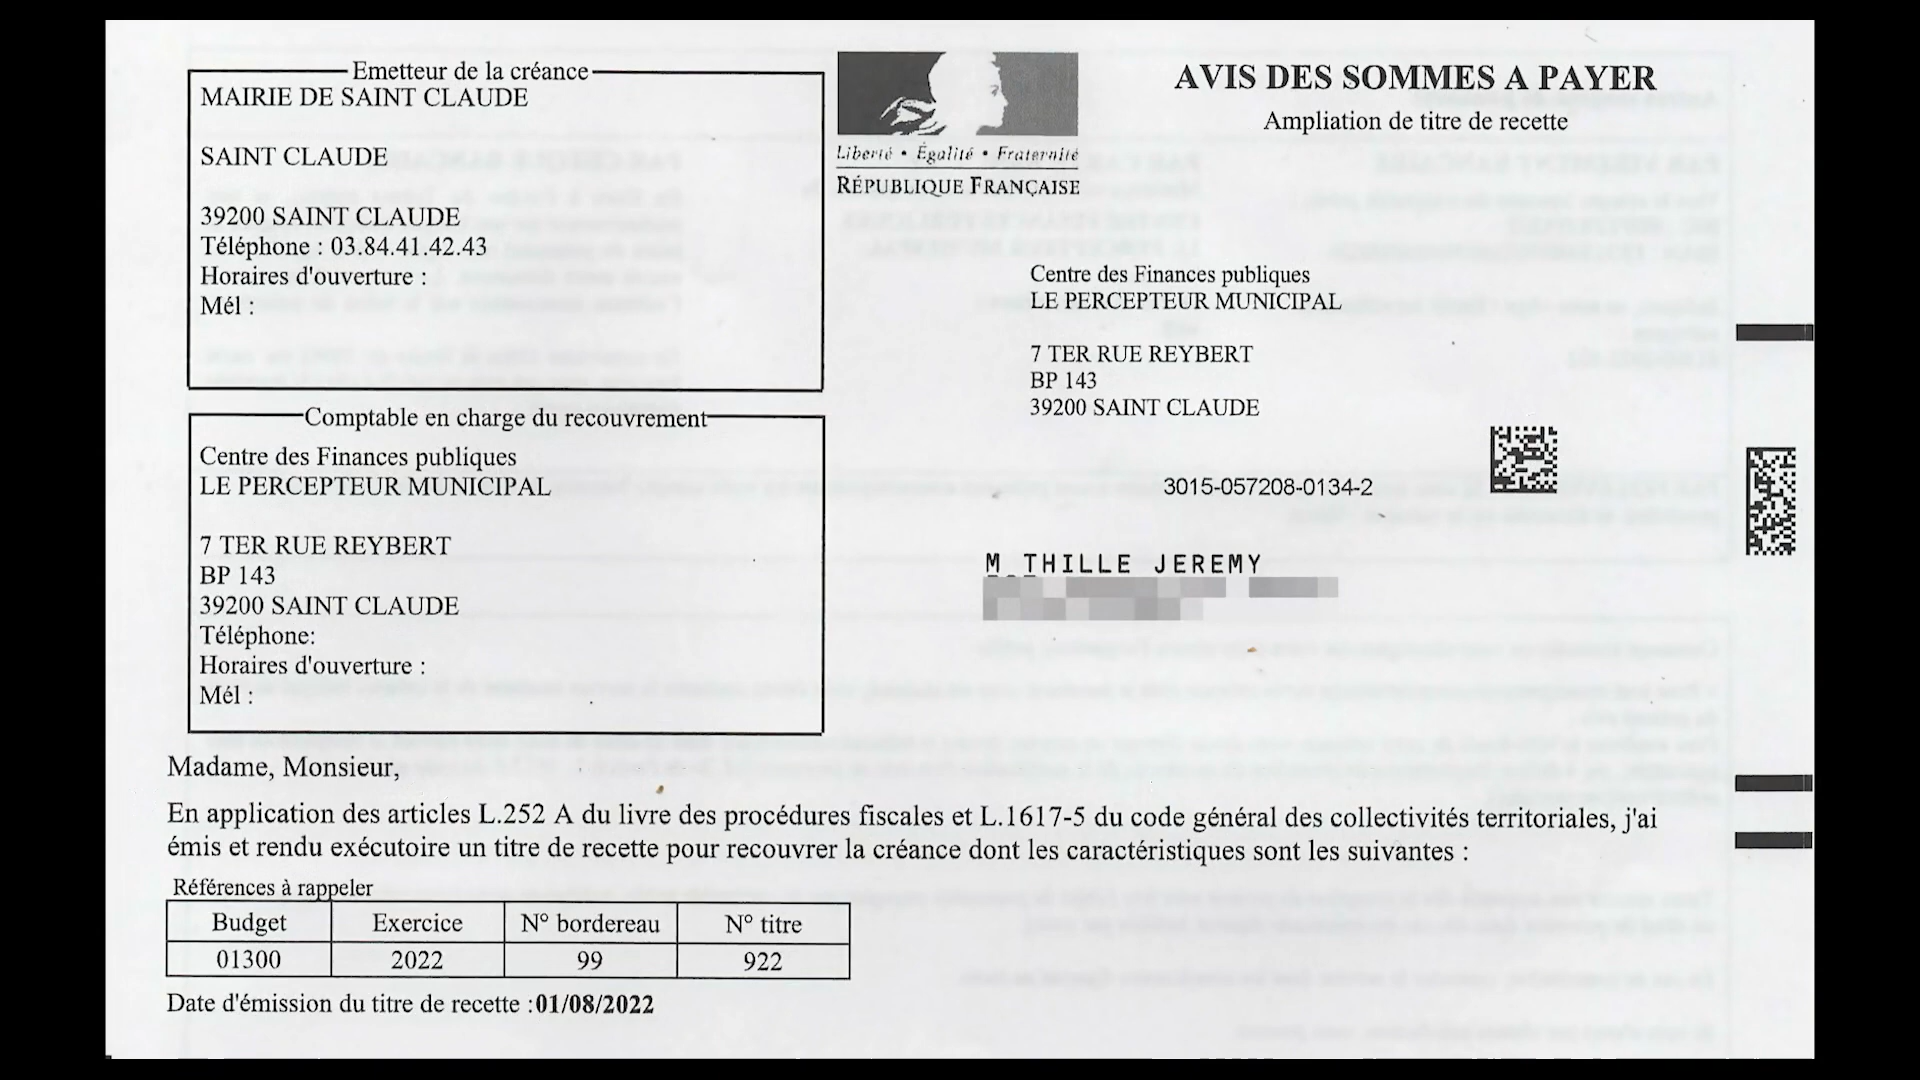 Emetteur de la créance
MAIRIE DE SAINT CLAUDE
SAINT CLAUDE
39200 SAINT CLAUDE
Téléphone : 03.84.41.42.43
Horaires d'ouverture :
Mél :
Liberté • Égalité • Fraternité
RÉPUBLIQUE FRANÇAISE
AVIS DES SOMMES A PAYER
Ampliation de titre de recette
Centre des Finances publiques
LE PERCEPTEUR MUNICIPAL
7 TER RUE REYBERT
BP 143
39200 SAINT CLAUDE
3015-057208-0134-2
M THILLE JEREMY
Comptable en charge du recouvrement
Centre des Finances publiques
LE PERCEPTEUR MUNICIPAL
7 TER RUE REYBERT
BP 143
39200 SAINT CLAUDE
Téléphone:
Horaires d'ouverture :
Mél :
Madame, Monsieur,
En application des articles L.252 A du livre des procédures fiscales et L.1617-5 du code général des collectivités territoriales, j'ai
émis et rendu exécutoire un titre de recette pour recouvrer la créance dont les caractéristiques sont les suivantes :
Références à rappeler
Budget Exercice N° bordereau N° titre
01300 2022 99 922
Date d'émission du titre de recette :01/08/2022